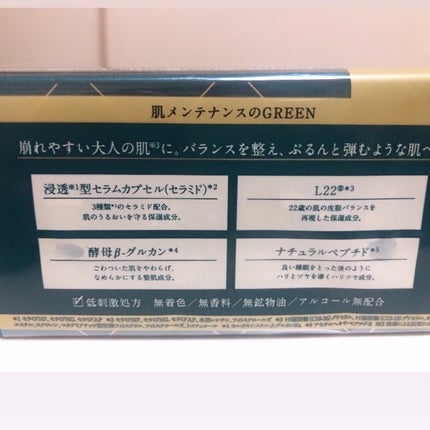 肌メンテナンスのGREEN
崩れやすい大人の肌※3に。バランスを整え、ぷるんと弾むような肌へ
浸透※1型セラムカプセル(セラミド)※2
3種類※1のセラミド配合。
肌のうるおいを守る保湿成分。
L22®※3
22歳の肌の皮脂バランスを
再現した保湿成分。
酵母β-グルカン※4
ごわついた肌をやわらげ、
なめらかにする整肌成分。
ナチュラルペプチド※5
良い睡眠をとった後のように
ハリとツヤを導くハリツヤ成分。
低刺激処方 無着色/無香料/無鉱物油/アルコール無配合